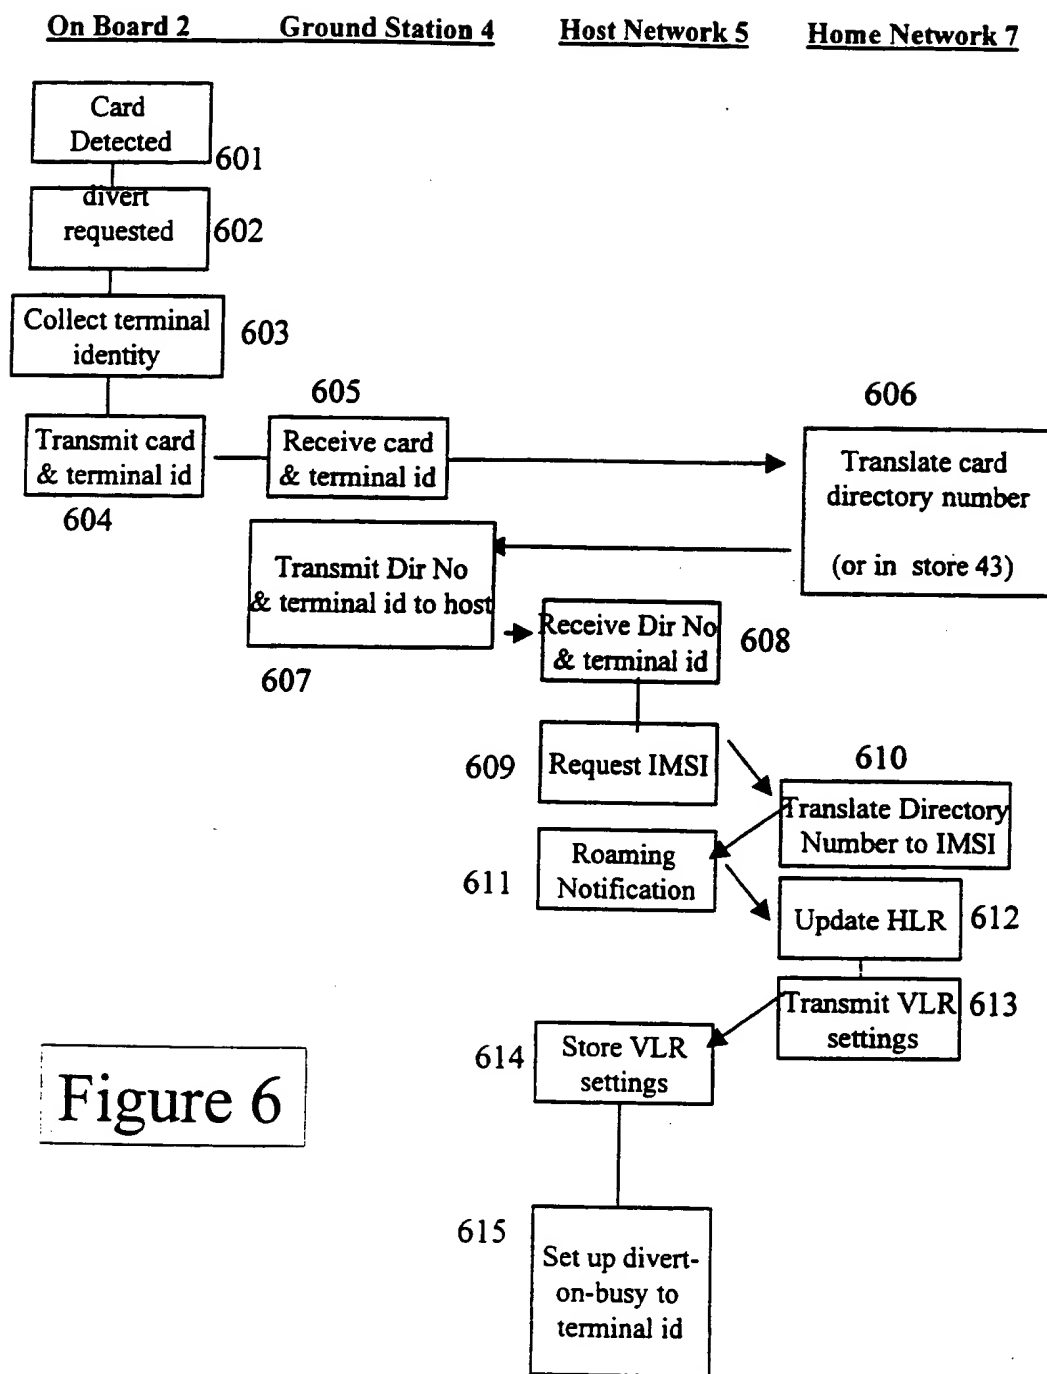 On Board 2 Ground Station 4 Host Network 5 Home Network 7
Card
Detected
601
divert
requested
602
Collect terminal
identity
603
Transmit card
& terminal id
604
605
Receive card
& terminal id
606
Translate card
directory number
(or in store 43)
Transmit Dir No
& terminal id to host
607
Receive Dir No
& terminal id
608
609
Request IMSI
610
Translate Directory
Number to IMSI
611
Roaming
Notification
Update HLR
612
Transmit VLR
settings
613
614
Store VLR
settings
Figure 6
615
Set up divert-
on-busy to
terminal id